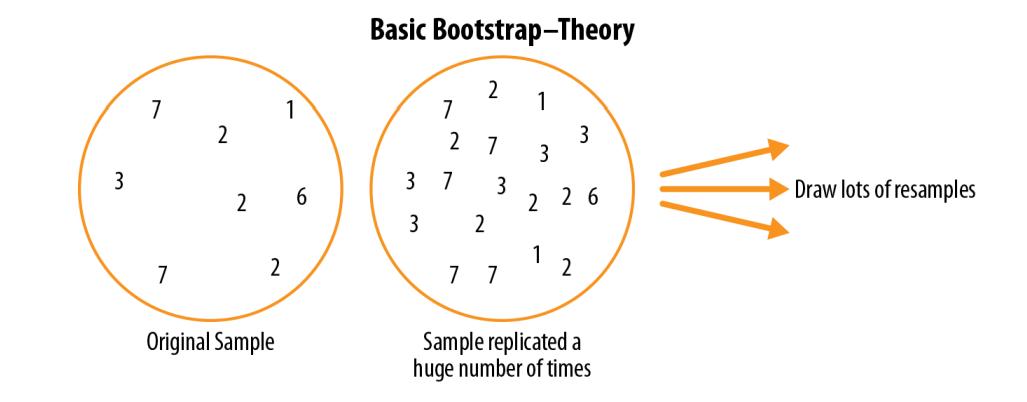 Basic Bootstrap–Theory
7 1
2
3
2 6
7 2
Original Sample
2
7 1
2 7 3 3
3 7 3
2 2 6
3 2
1
7 7 2
Sample replicated a
huge number of times
Draw lots of resamples